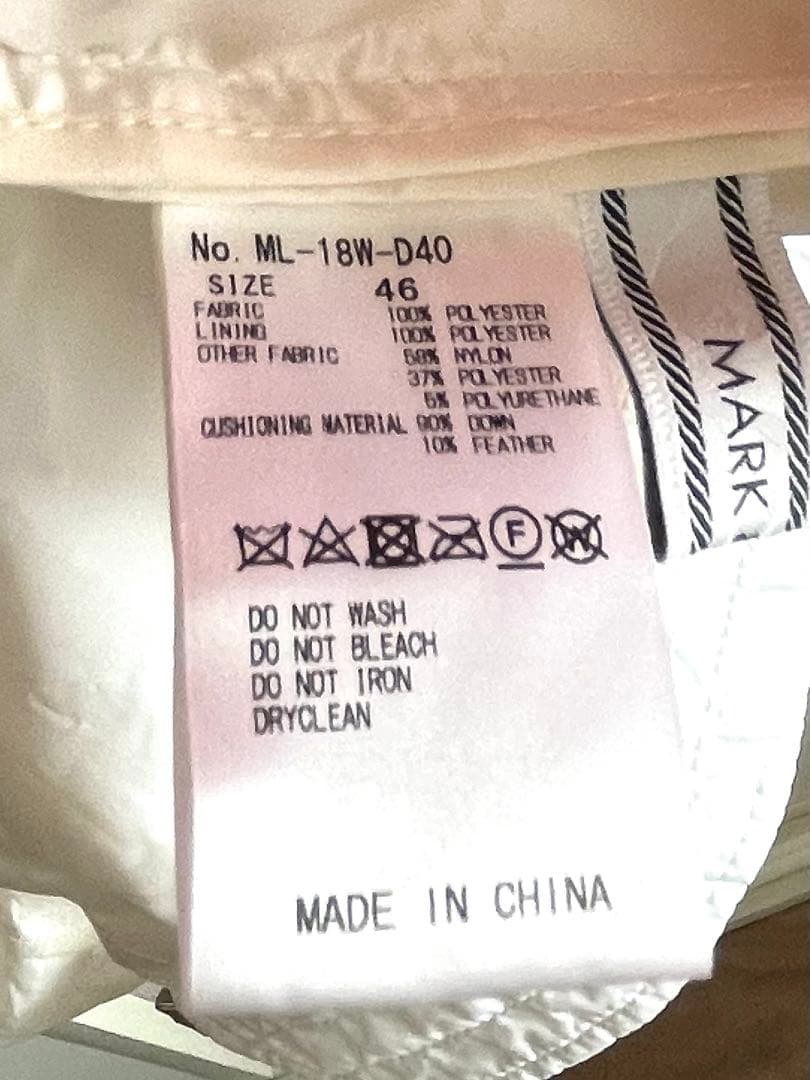 No. ML-18W-D40
SIZE 46
FABRIC 100% POLYESTER
LINING 100% POLYESTER
OTHER FABRIC 58% NYLON
37% POLYESTER
5% POLYURETHANE
CUSHIONING MATERIAL 90% DOWN
10% FEATHER
F W
DO NOT WASH
DO NOT BLEACH
DO NOT IRON
DRYCLEAN
MADE IN CHINA
MARK